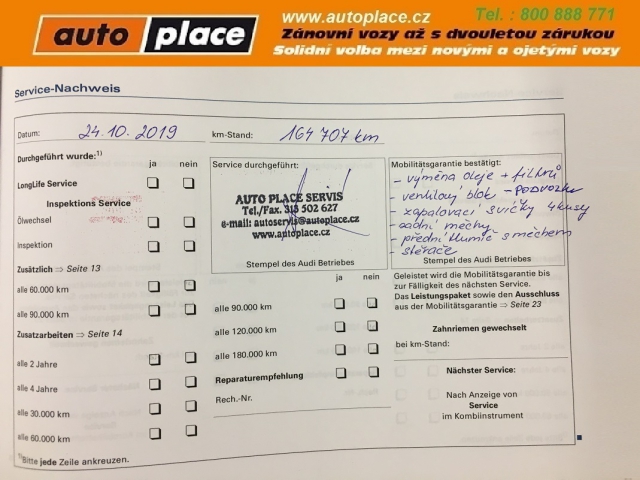 auto place
www.autoplace.cz
Tel. : 800 888 771
Zánovní vozy až s dvouletou zárukou
Solidní volba mezi novými a ojetými vozy
Service-Nachweis
Datum: 24.10.2019 km-Stand: 164 707 km
Durchgeführt wurde:1) ja nein
LongLife Service
Inspektions Service
Ölwechsel
Inspektion
Zusätzlich ⇒ Seite 13
alle 60.000 km
alle 90.000 km
Zusatzarbeiten ⇒ Seite 14
alle 2 Jahre
alle 4 Jahre
alle 30.000 km
alle 60.000 km
1)Bitte jede Zeile ankreuzen.
Service durchgeführt:
AUTO PLACE SERVIS
Tel./Fax. 318 502 627
e-mail: autoservis@autoplace.cz
www.autoplace.cz
Stempel des Audi Betriebes
ja nein
alle 90.000 km
alle 120.000 km
alle 180.000 km
Reparaturempfehlung
Rech.-Nr.
Mobilitätsgarantie bestätigt:
- výměna oleje + filtrů
- ventilový blok - podvozku
- zapalovací svíčky 4kusy
- zadní měchy
- přední tlumič s měchem
- stěrače
Stempel des Audi Betriebes
Geleistet wird die Mobilitätsgarantie bis
zur Fälligkeit des nächsten Service.
Das Leistungspaket sowie den Ausschluss
aus der Mobilitätsgarantie ⇒ Seite 23
Zahnriemen gewechselt
bei km-Stand:
Nächster Service:
Nach Anzeige von
Service
im Kombiinstrument